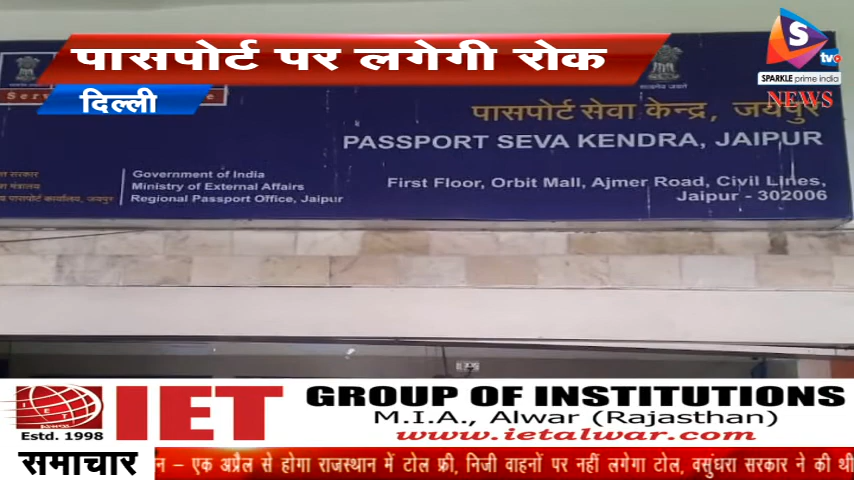 पासपोर्ट पर लगेगी रोक
दिल्ली
S
tv
SPARKLE prime india
NEWS
पासपोर्ट सेवा केन्द्र, जयपुर
PASSPORT SEVA KENDRA, JAIPUR
Government of India
Ministry of External Affairs
Regional Passport Office, Jaipur
First Floor, Orbit Mall, Ajmer Road, Civil Lines,
Jaipur - 302006
IET
Estd. 1998
IET
GROUP OF INSTITUTIONS
M.I.A., Alwar (Rajasthan)
www.ietalwar.com
समाचार
न – एक अप्रैल से होगा राजस्थान में टोल फ्री, निजी वाहनों पर नहीं लगेगा टोल, वसुंधरा सरकार ने की थी